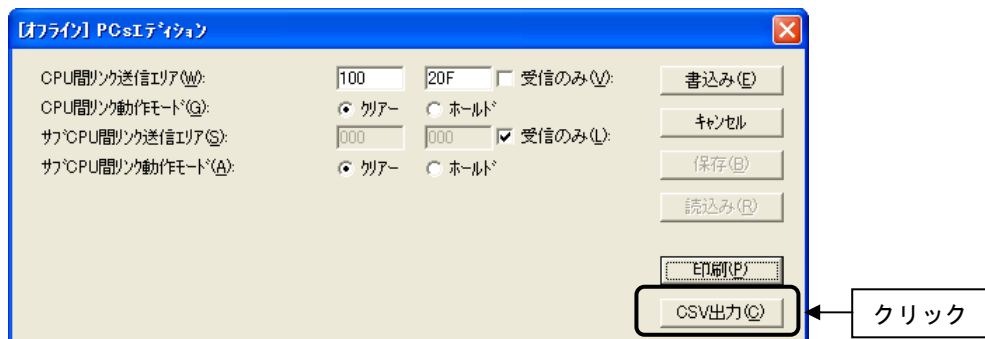 [オフライン] PCsエディション
CPU間リンク送信エリア(W): 100 20F 受信のみ(V): 書込み(E)
CPU間リンク動作モード(G): クリアー ホールド
サブCPU間リンク送信エリア(S): 000 000 受信のみ(L): キャンセル
サブCPU間リンク動作モード(A): クリアー ホールド 保存(B)
読込み(R)
印刷(P)
CSV出力(C) クリック